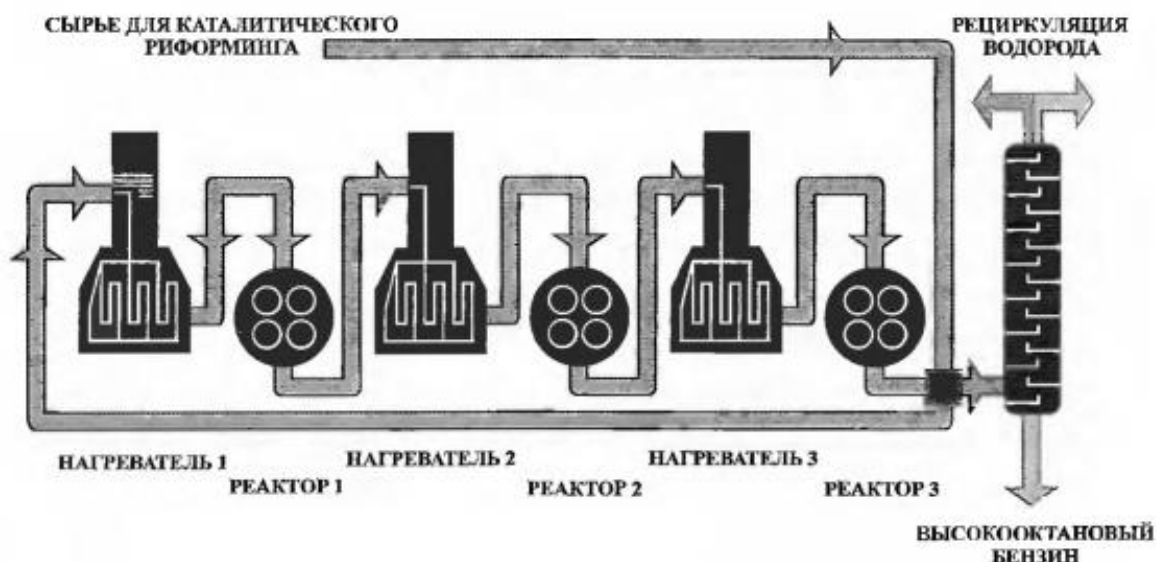 СЫРЬЕ ДЛЯ КАТАЛИТИЧЕСКОГО
РИФОРМИНГА
РЕЦИРКУЛЯЦИЯ
ВОДОРОДА
НАГРЕВАТЕЛЬ 1
НАГРЕВАТЕЛЬ 2
НАГРЕВАТЕЛЬ 3
РЕАКТОР 1
РЕАКТОР 2
РЕАКТОР 3
ВЫСОКООКТАНОВЫЙ
БЕНЗИН